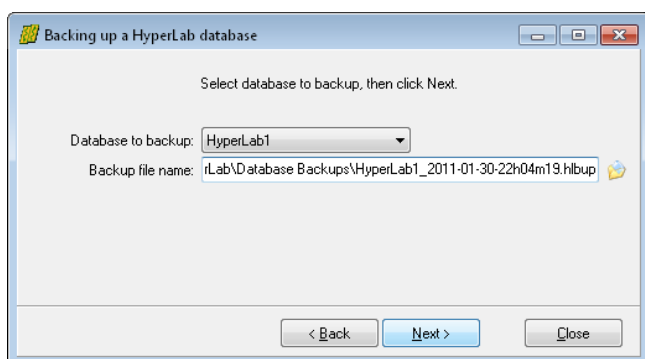 Backing up a HyperLab database
Select database to backup, then click Next.
Database to backup: HyperLab1
Backup file name: rLab\Database Backups\HyperLab1_2011-01-30-22h04m19.hlbup
< Back Next > Close